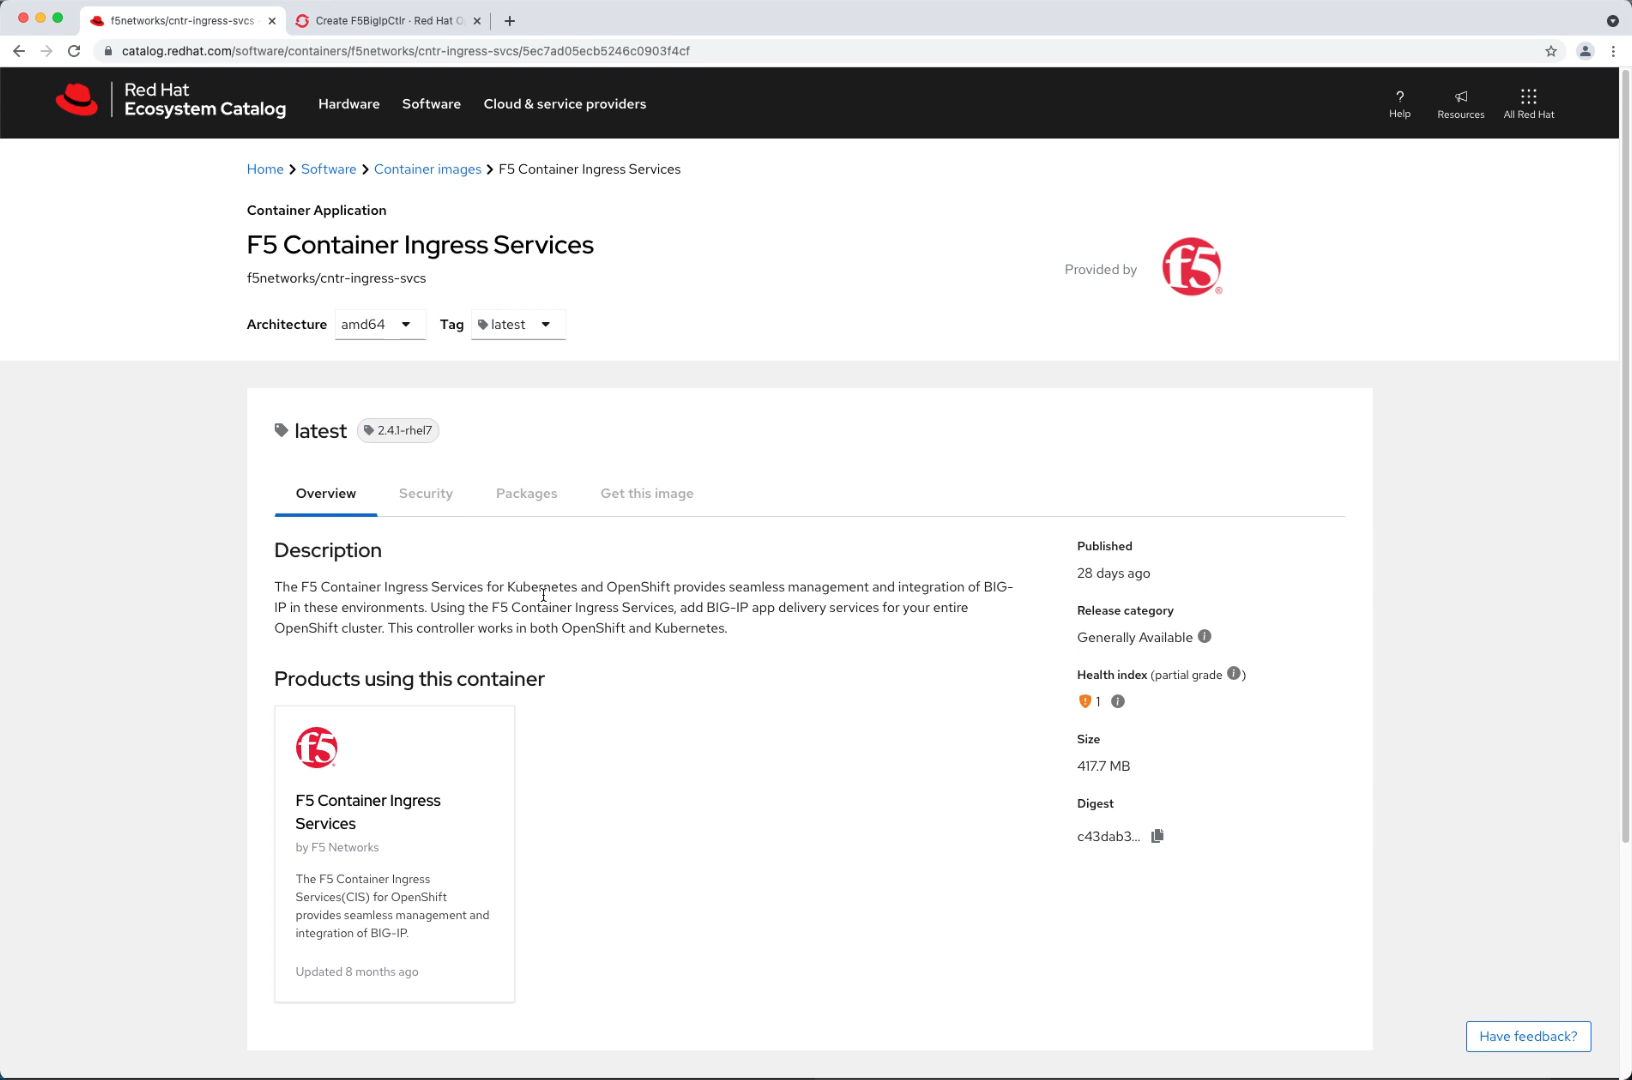 f5networks/cntr-ingress-svcs
Create F5BigIpCtlr · Red Hat O
catalog.redhat.com/software/containers/f5networks/cntr-ingress-svcs/5ec7ad05ecb5246c0903f4cf
Red Hat
Ecosystem Catalog
Hardware
Software
Cloud & service providers
Help
Resources
All Red Hat
Home
Software
Container images
F5 Container Ingress Services
Container Application
F5 Container Ingress Services
f5networks/cntr-ingress-svcs
Provided by
f5
Architecture
amd64
Tag
latest
latest
2.4.1-rhel7
Overview
Security
Packages
Get this image
Description
The F5 Container Ingress Services for Kubernetes and OpenShift provides seamless management and integration of BIG-
IP in these environments. Using the F5 Container Ingress Services, add BIG-IP app delivery services for your entire
OpenShift cluster. This controller works in both OpenShift and Kubernetes.
Products using this container
f5
F5 Container Ingress
Services
by F5 Networks
The F5 Container Ingress
Services(CIS) for OpenShift
provides seamless management and
integration of BIG-IP.
Updated 8 months ago
Published
28 days ago
Release category
Generally Available
Health index (partial grade )
1
Size
417.7 MB
Digest
c43dab3...
Have feedback?